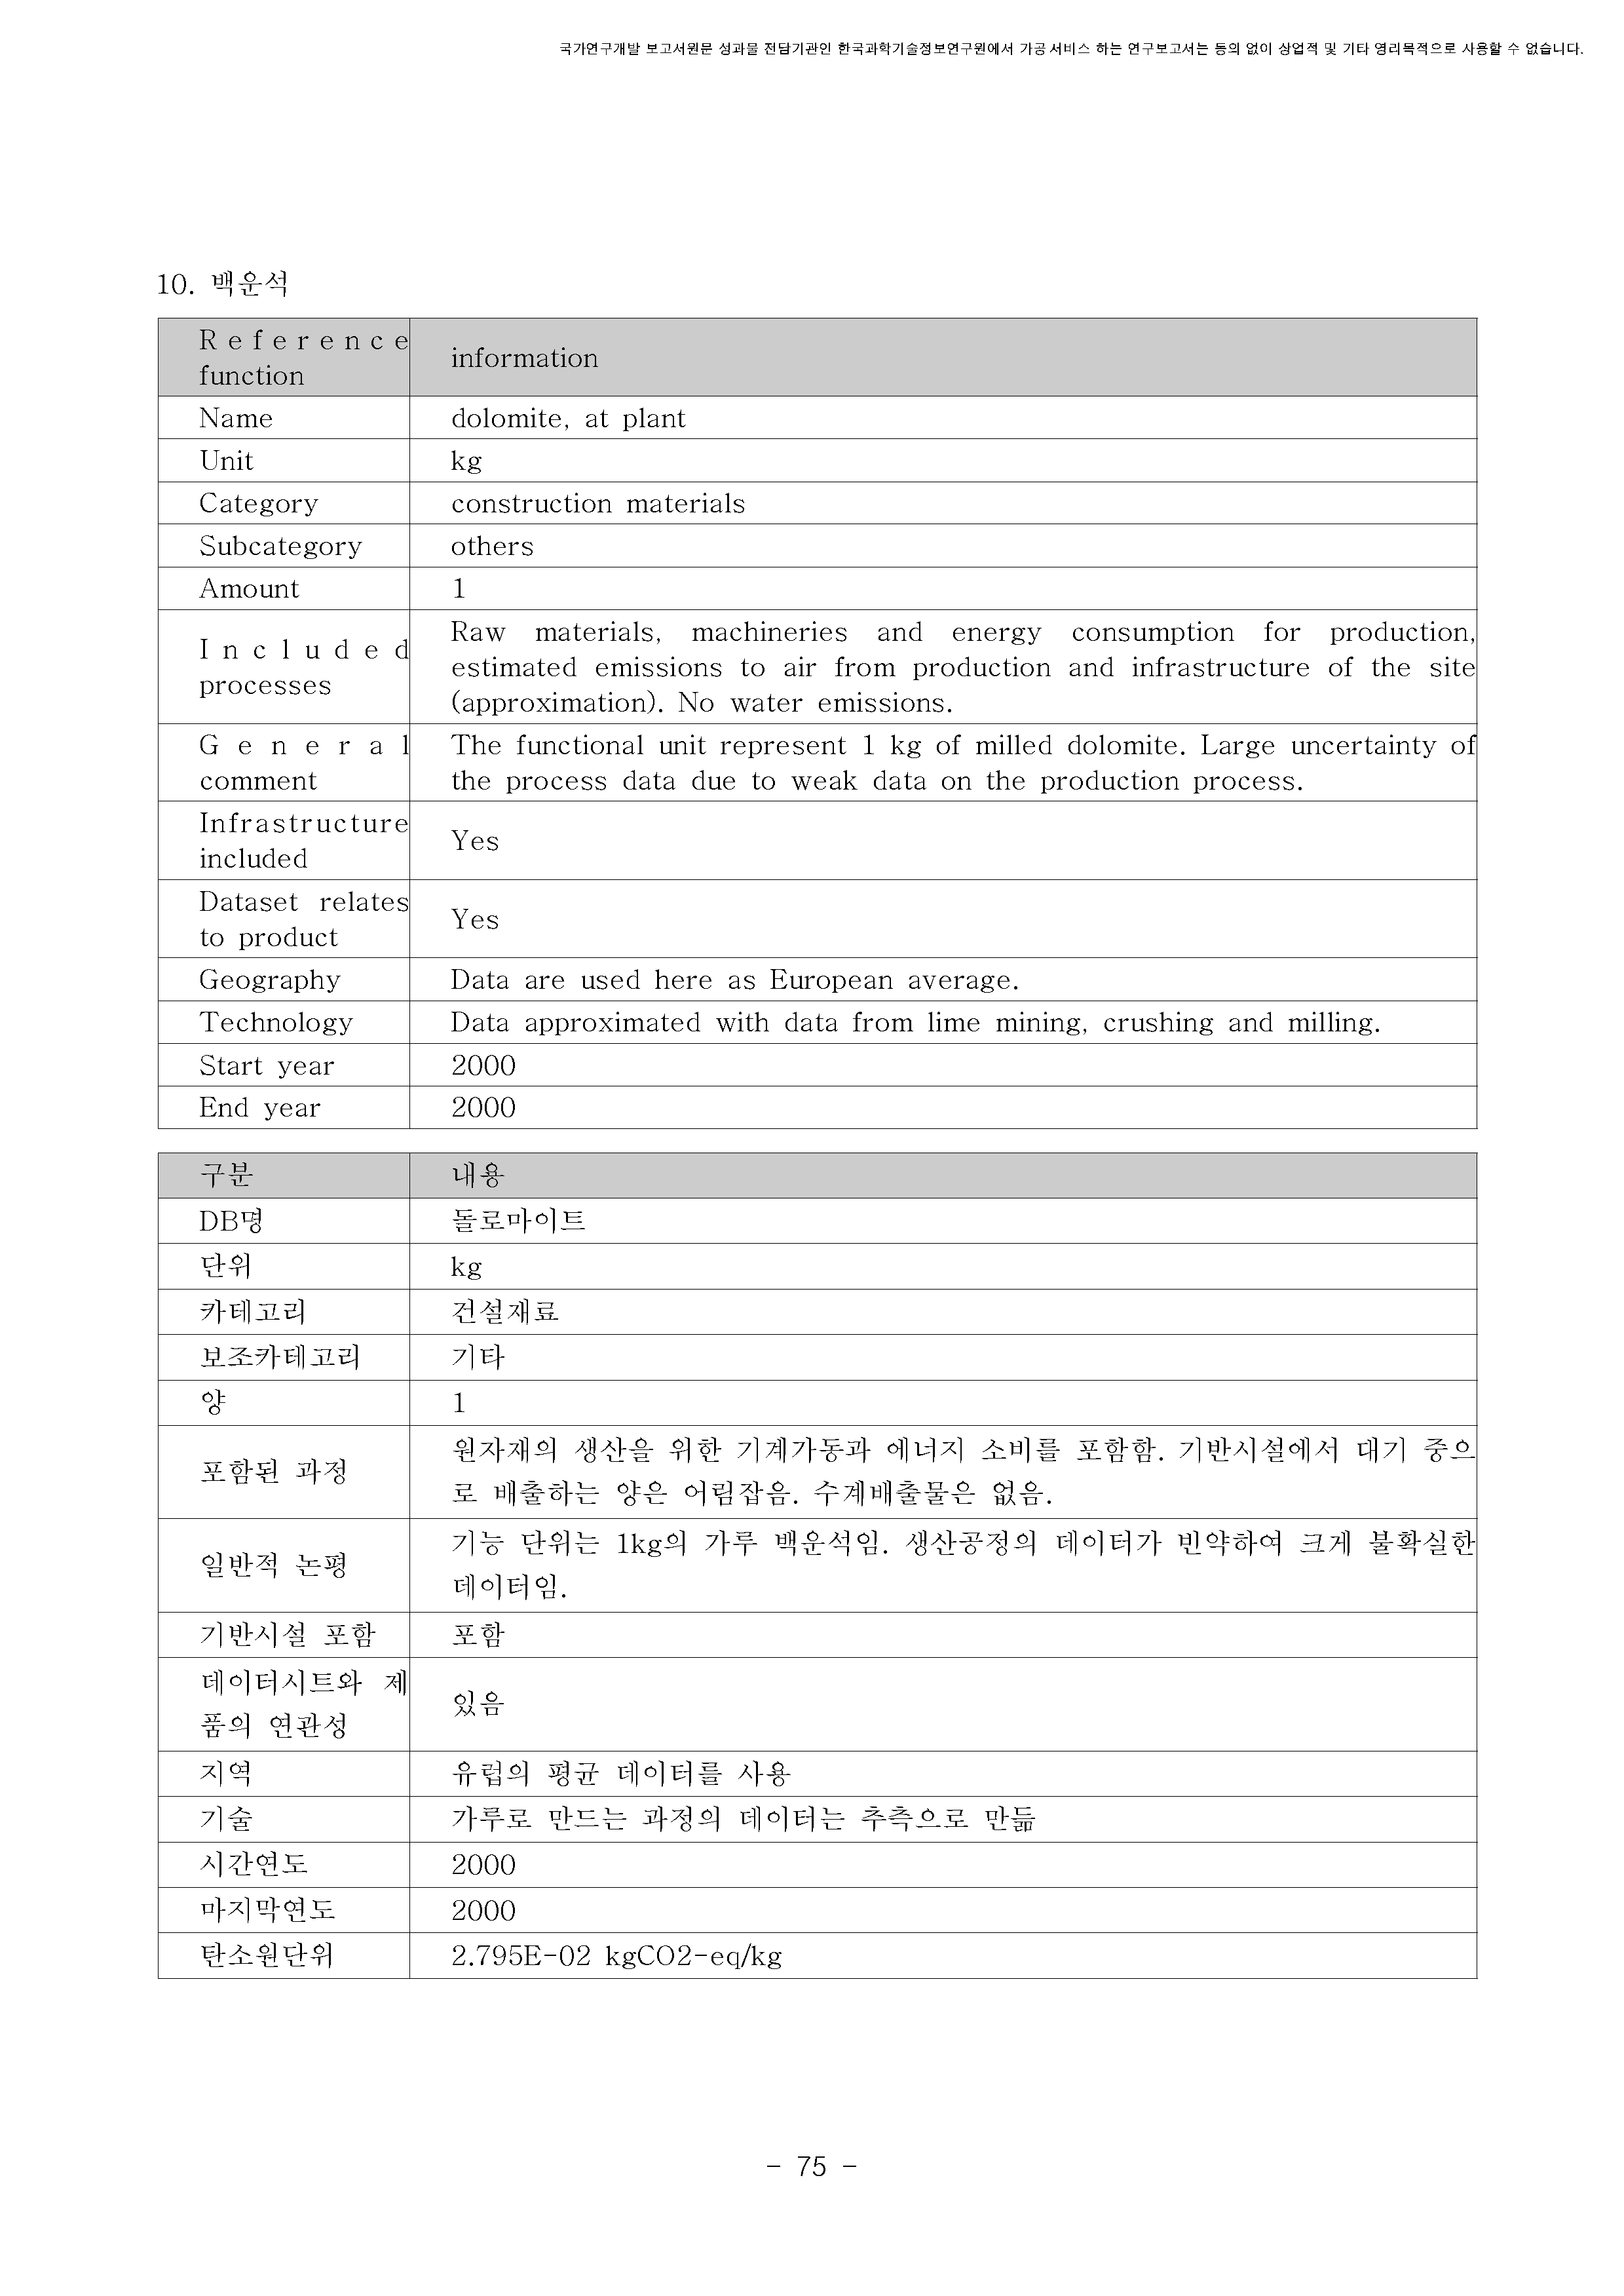 국가연구개발 보고서원문 성과물 전담기관인 한국과학기술정보연구원에서 가공·서비스 하는 연구보고서는 동의 없이 상업적 및 기타 영리목적으로 사용할 수 없습니다.
10. 백운석
Reference function
information
Name
dolomite, at plant
Unit
kg
Category
construction materials
Subcategory
others
Amount
1
Included processes
Raw materials, machineries and energy consumption for production,
estimated emissions to air from production and infrastructure of the site
(approximation). No water emissions.
General comment
The functional unit represent 1 kg of milled dolomite. Large uncertainty of
the process data due to weak data on the production process.
Infrastructure included
Yes
Dataset relates to product
Yes
Geography
Data are used here as European average.
Technology
Data approximated with data from lime mining, crushing and milling.
Start year
2000
End year
2000
구분
내용
DB명
돌로마이트
단위
kg
카테고리
건설재료
보조카테고리
기타
양
1
포함된 과정
원자재의 생산을 위한 기계가동과 에너지 소비를 포함함. 기반시설에서 대기 중으
로 배출하는 양은 어림잡음. 수계배출물은 없음.
일반적 논평
기능 단위는 1kg의 가루 백운석임. 생산공정의 데이터가 빈약하여 크게 불확실한
데이터임.
기반시설 포함
포함
데이터시트와 제
품의 연관성
있음
지역
유럽의 평균 데이터를 사용
기술
가루로 만드는 과정의 데이터는 추측으로 만듦
시간연도
2000
마지막연도
2000
탄소원단위
2.795E-02 kgCO2-eq/kg
- 75 -